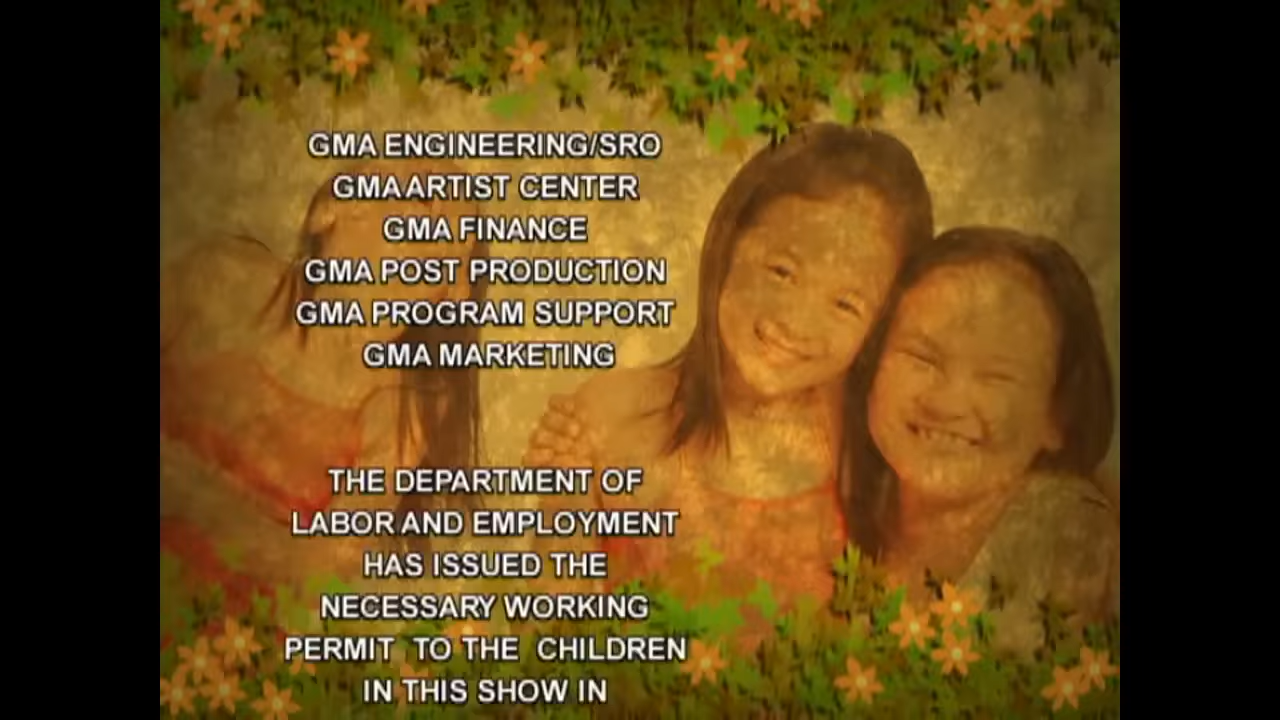 GMA ENGINEERING/SRO
GMA ARTIST CENTER
GMA FINANCE
GMA POST PRODUCTION
GMA PROGRAM SUPPORT
GMA MARKETING
THE DEPARTMENT OF
LABOR AND EMPLOYMENT
HAS ISSUED THE
NECESSARY WORKING
PERMIT TO THE CHILDREN
IN THIS SHOW IN